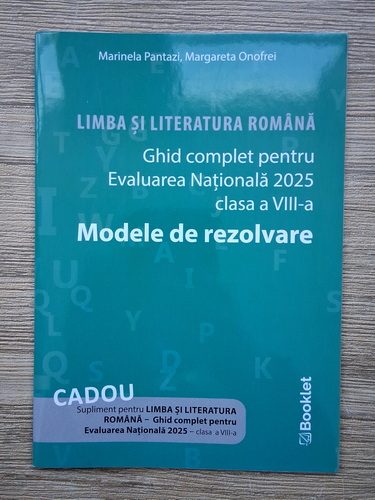 Marinela Pantazi, Margareta Onofrei
LIMBA ȘI LITERATURA ROMÂNĂ
Ghid complet pentru
Evaluarea Națională 2025
clasa a VIII-a
Modele de rezolvare
CADOU
Supliment pentru LIMBA ȘI LITERATURA
ROMÂNĂ – Ghid complet pentru
Evaluarea Națională 2025 – clasa a VIII-a
Booklet